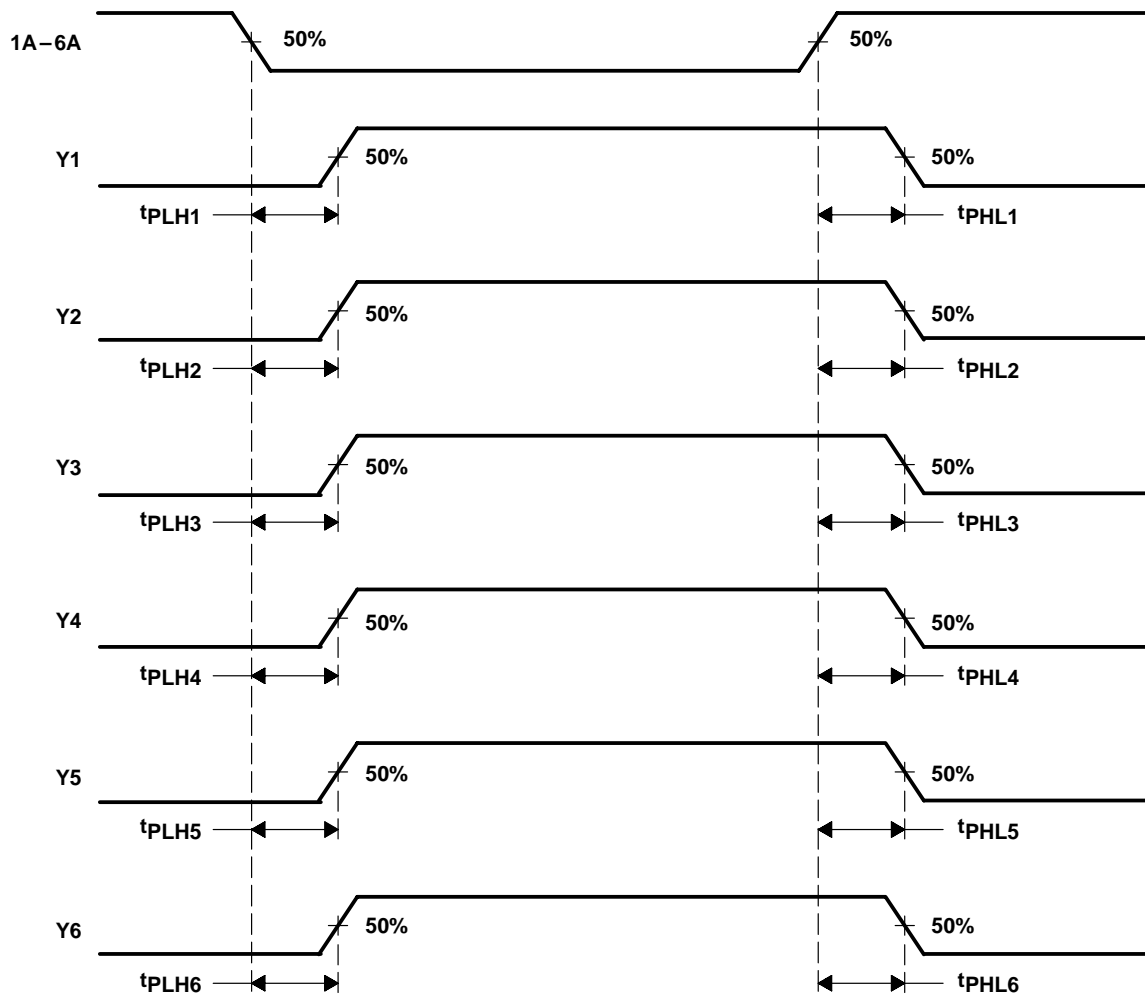 1A–6A 50% 50%
Y1 50% 50%
tPLH1 tPHL1
Y2 50% 50%
tPLH2 tPHL2
Y3 50% 50%
tPLH3 tPHL3
Y4 50% 50%
tPLH4 tPHL4
Y5 50% 50%
tPLH5 tPHL5
Y6 50% 50%
tPLH6 tPHL6